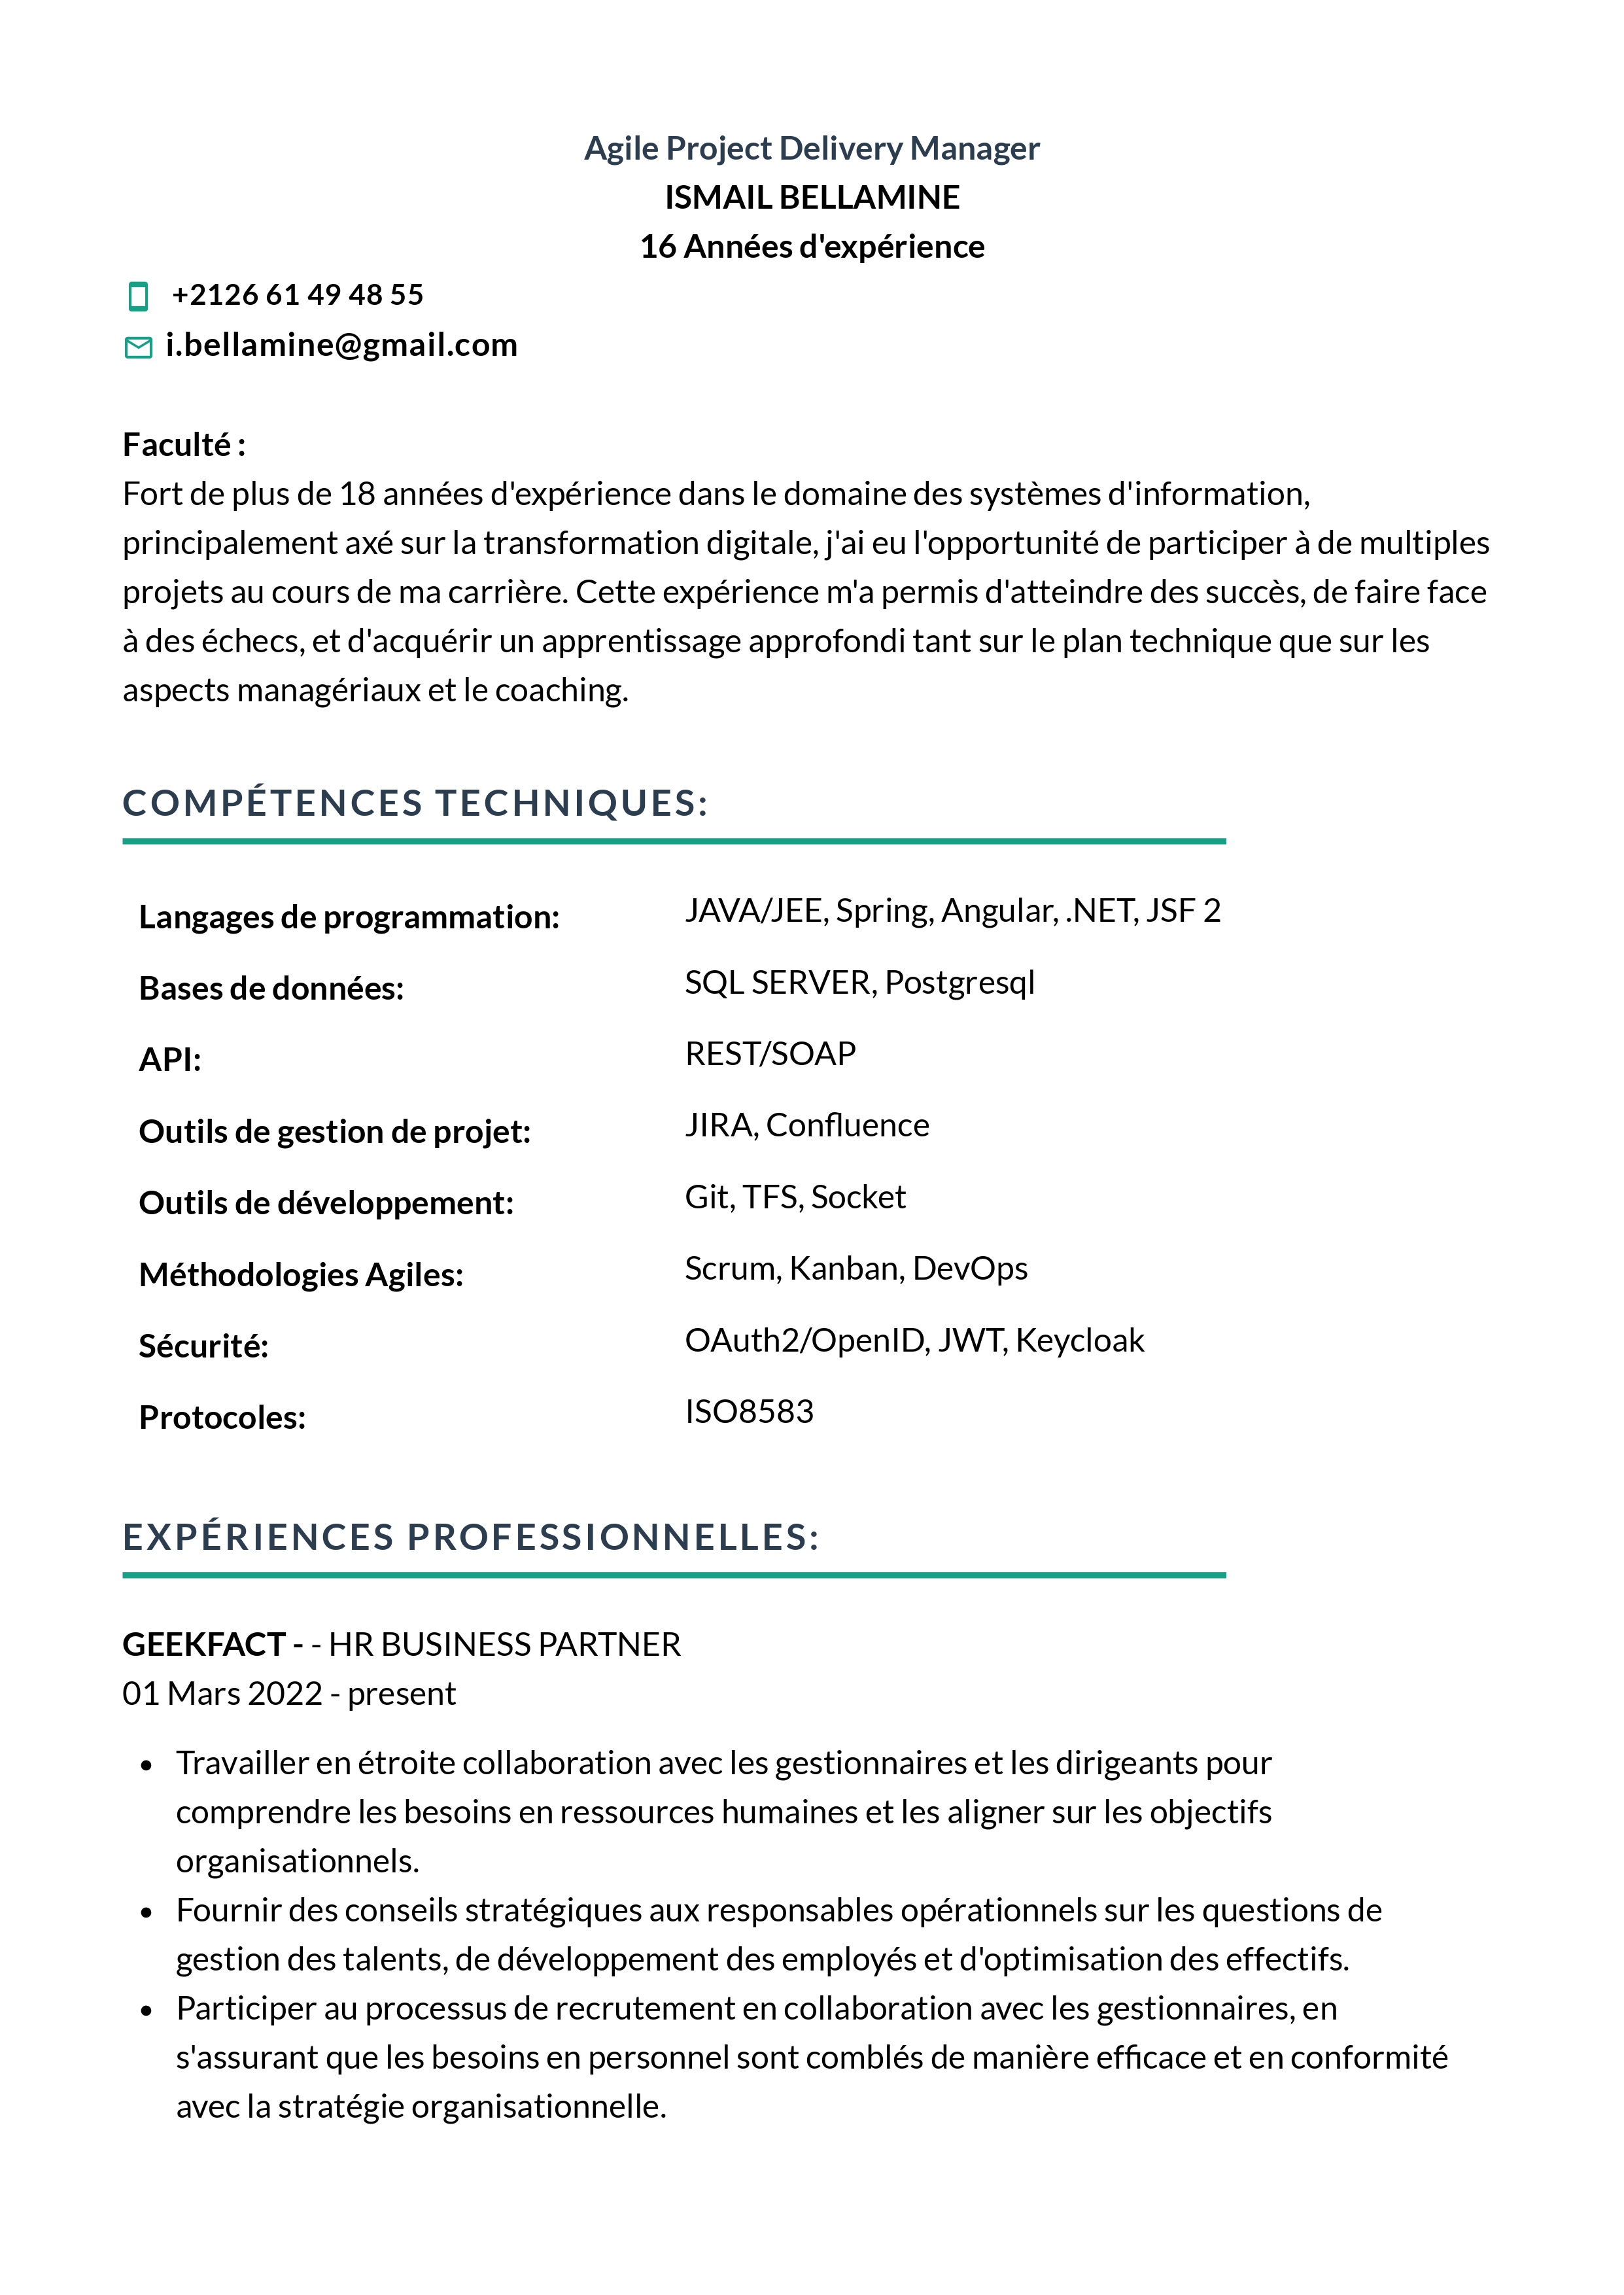 Agile Project Delivery Manager
ISMAIL BELLAMINE
16 Années d'expérience
+2126 61 49 48 55
i.bellamine@gmail.com
Faculté :
Fort de plus de 18 années d'expérience dans le domaine des systèmes d'information,
principalement axé sur la transformation digitale, j'ai eu l'opportunité de participer à de multiples
projets au cours de ma carrière. Cette expérience m'a permis d'atteindre des succès, de faire face
à des échecs, et d'acquérir un apprentissage approfondi tant sur le plan technique que sur les
aspects managériaux et le coaching.
COMPÉTENCES TECHNIQUES:
Langages de programmation: JAVA/JEE, Spring, Angular, .NET, JSF 2
Bases de données: SQL SERVER, Postgresql
API: REST/SOAP
Outils de gestion de projet: JIRA, Confluence
Outils de développement: Git, TFS, Socket
Méthodologies Agiles: Scrum, Kanban, DevOps
Sécurité: OAuth2/OpenID, JWT, Keycloak
Protocoles: ISO8583
EXPÉRIENCES PROFESSIONNELLES:
GEEKFACT - - HR BUSINESS PARTNER
01 Mars 2022 - present
• Travailler en étroite collaboration avec les gestionnaires et les dirigeants pour
comprendre les besoins en ressources humaines et les aligner sur les objectifs
organisationnels.
• Fournir des conseils stratégiques aux responsables opérationnels sur les questions de
gestion des talents, de développement des employés et d'optimisation des effectifs.
• Participer au processus de recrutement en collaboration avec les gestionnaires, en
s'assurant que les besoins en personnel sont comblés de manière efficace et en conformité
avec la stratégie organisationnelle.